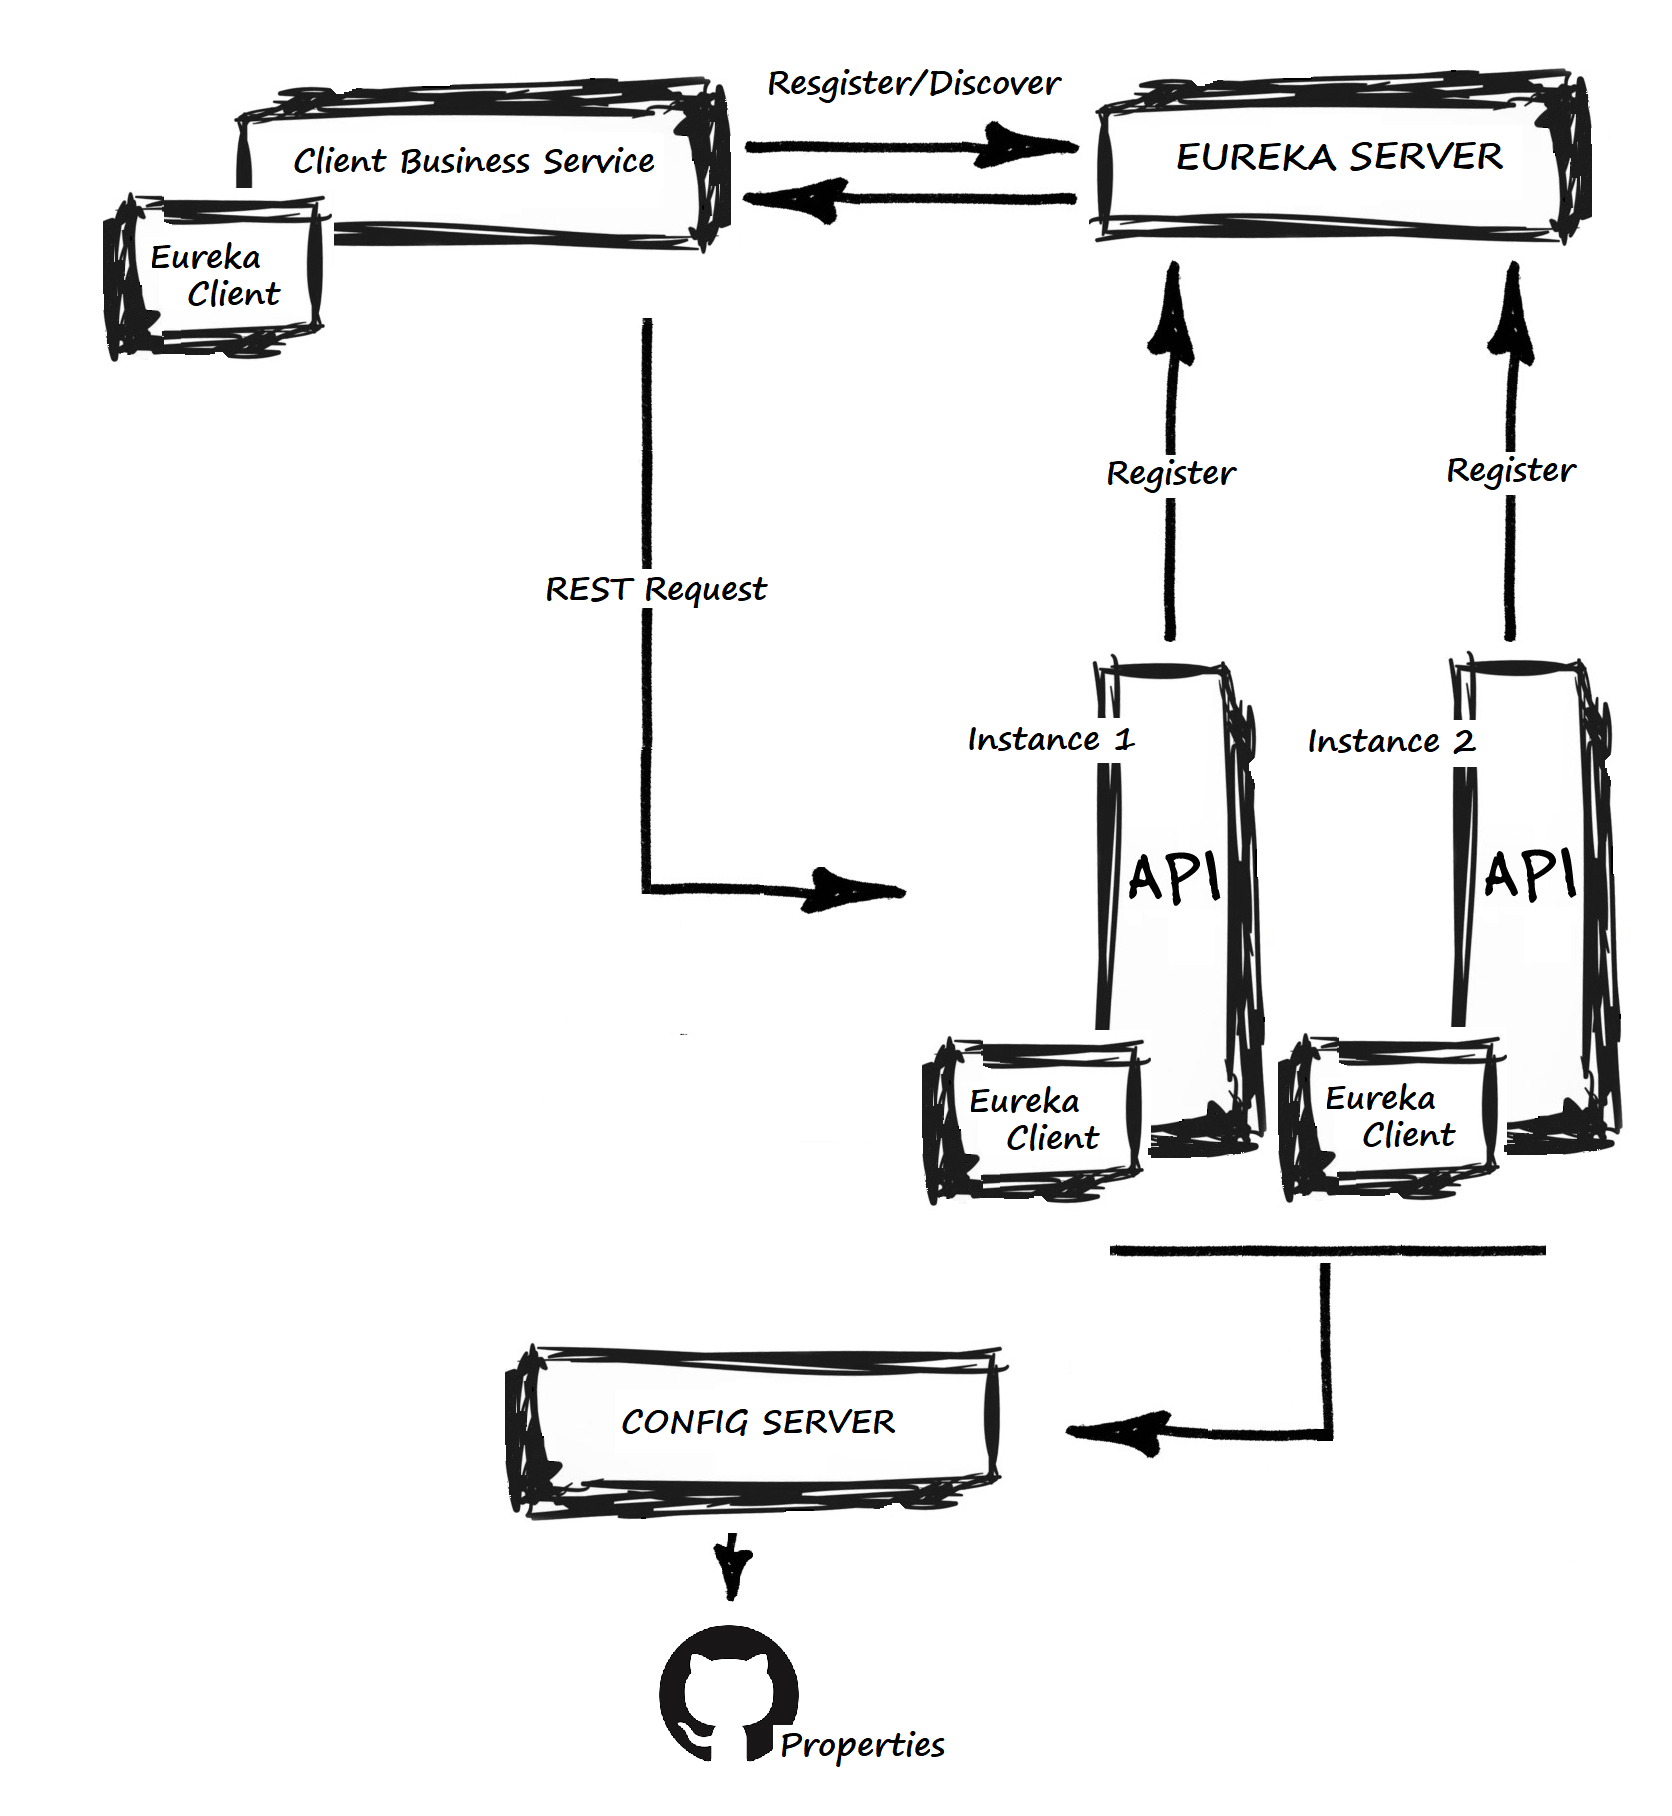 Resgister/Discover
Client Business Service
EUREKA SERVER
Eureka
Client
Register
Register
REST Request
Instance 1
Instance 2
API
API
Eureka
Client
Eureka
Client
CONFIG SERVER
Properties